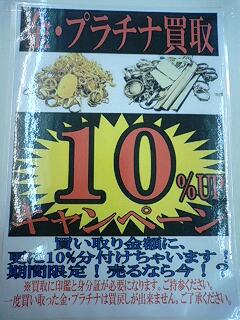 金・プラチナ買取
10%UP
キャンペーン
買い取り金額に、
更に10%分付けちゃいます!
期間限定!売るなら今!?
※買取に印鑑と身分証が必要になります。ご持参ください。
一度買い取った金・プラチナは買戻しが出来ません。ご了承ください。